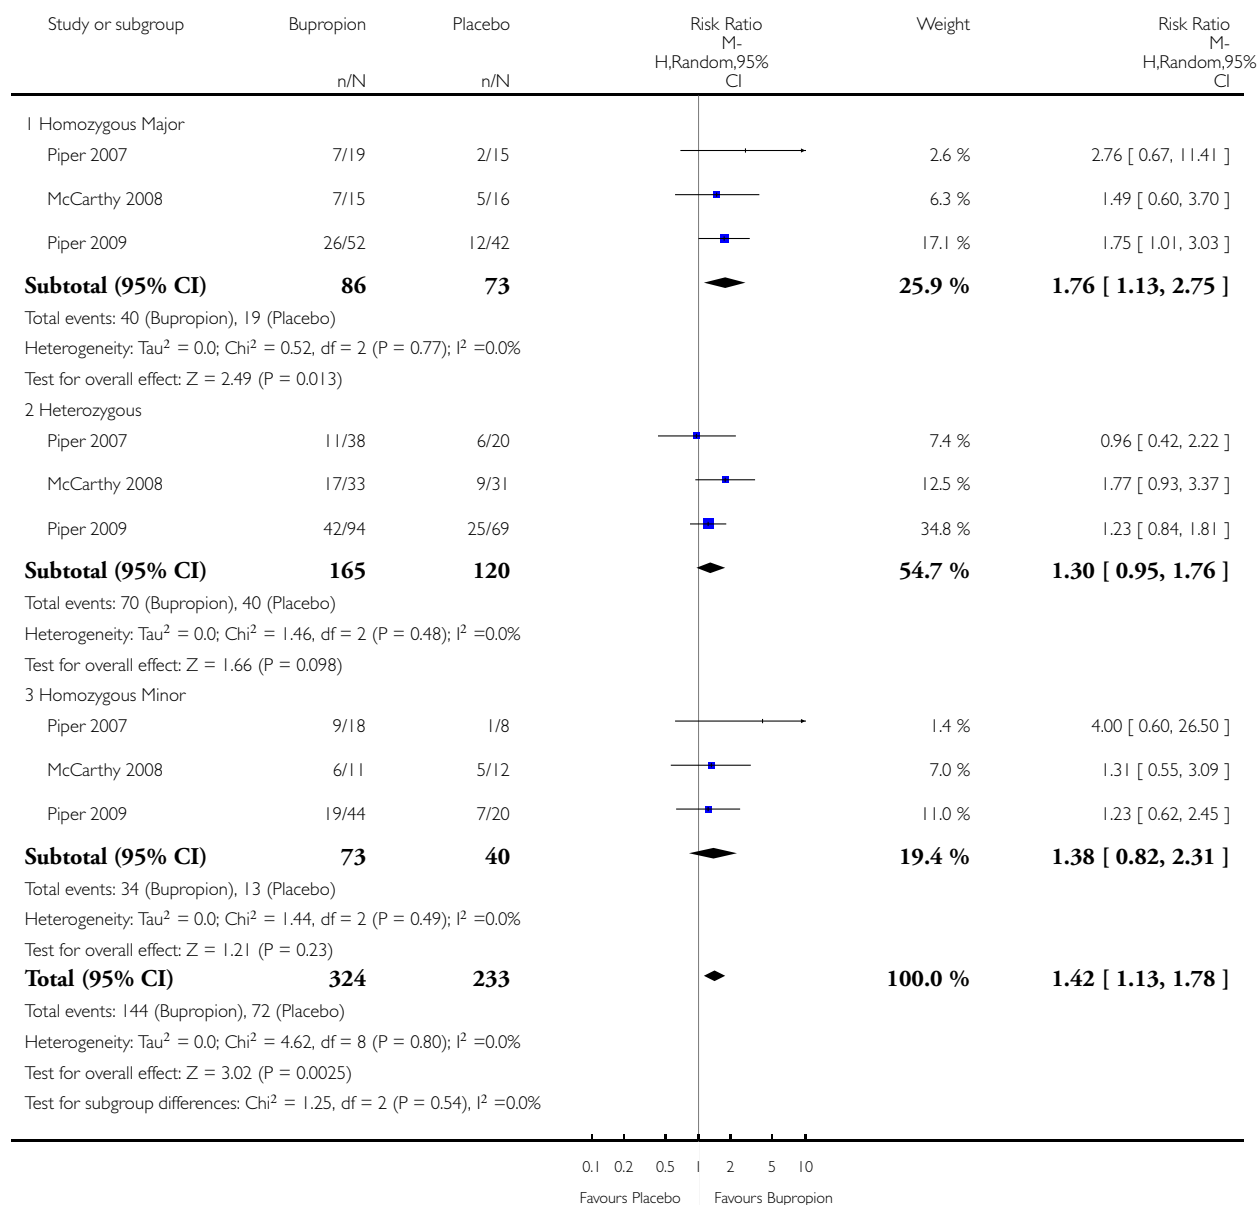 Study or subgroup Bupropion Placebo Risk Ratio Weight Risk Ratio
M- M-
H,Random,95% H,Random,95%
n/N n/N CI CI
1 Homozygous Major
Piper 2007 7/19 2/15 2.6 % 2.76 [ 0.67, 11.41 ]
McCarthy 2008 7/15 5/16 6.3 % 1.49 [ 0.60, 3.70 ]
Piper 2009 26/52 12/42 17.1 % 1.75 [ 1.01, 3.03 ]
Subtotal (95% CI) 86 73 25.9 % 1.76 [ 1.13, 2.75 ]
Total events: 40 (Bupropion), 19 (Placebo)
Heterogeneity: Tau² = 0.0; Chi² = 0.52, df = 2 (P = 0.77); I² =0.0%
Test for overall effect: Z = 2.49 (P = 0.013)
2 Heterozygous
Piper 2007 11/38 6/20 7.4 % 0.96 [ 0.42, 2.22 ]
McCarthy 2008 17/33 9/31 12.5 % 1.77 [ 0.93, 3.37 ]
Piper 2009 42/94 25/69 34.8 % 1.23 [ 0.84, 1.81 ]
Subtotal (95% CI) 165 120 54.7 % 1.30 [ 0.95, 1.76 ]
Total events: 70 (Bupropion), 40 (Placebo)
Heterogeneity: Tau² = 0.0; Chi² = 1.46, df = 2 (P = 0.48); I² =0.0%
Test for overall effect: Z = 1.66 (P = 0.098)
3 Homozygous Minor
Piper 2007 9/18 1/8 1.4 % 4.00 [ 0.60, 26.50 ]
McCarthy 2008 6/11 5/12 7.0 % 1.31 [ 0.55, 3.09 ]
Piper 2009 19/44 7/20 11.0 % 1.23 [ 0.62, 2.45 ]
Subtotal (95% CI) 73 40 19.4 % 1.38 [ 0.82, 2.31 ]
Total events: 34 (Bupropion), 13 (Placebo)
Heterogeneity: Tau² = 0.0; Chi² = 1.44, df = 2 (P = 0.49); I² =0.0%
Test for overall effect: Z = 1.21 (P = 0.23)
Total (95% CI) 324 233 100.0 % 1.42 [ 1.13, 1.78 ]
Total events: 144 (Bupropion), 72 (Placebo)
Heterogeneity: Tau² = 0.0; Chi² = 4.62, df = 8 (P = 0.80); I² =0.0%
Test for overall effect: Z = 3.02 (P = 0.0025)
Test for subgroup differences: Chi² = 1.25, df = 2 (P = 0.54), I² =0.0%
0.1 0.2 0.5 1 2 5 10
Favours Placebo Favours Bupropion